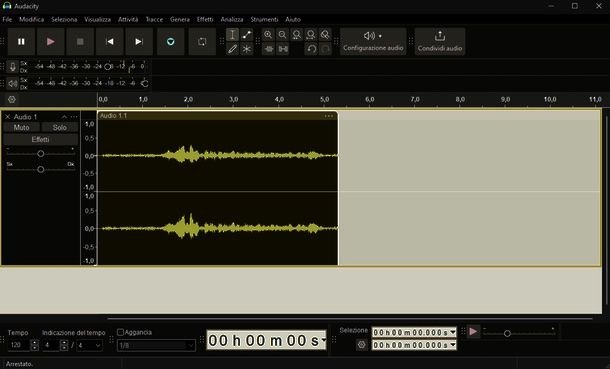 Audacity
File Modifica Selezione Visualizza Attività Tracce Genera Effetti Analizza Strumenti Aiuto
Configurazione audio
Condividi audio
Sx -54 -48 -42 -36 -30 -24 -18 -12 -6 0
Dx
Sx -54 -48 -42 -36 -30 -24 -18 -12 -6
Dx
0,0 1,0 2,0 3,0 4,0 5,0 6,0 7,0 8,0 9,0 10,0 11,0
Audio 1
Audio 1.1
Muto Solo
Effetti
- +
Sx Dx
1,0
0,5
0,0
-0,5
-1,0
1,0
0,5
0,0
-0,5
-1,0
Tempo
120
Indicazione del tempo
4 / 4
Aggancia
1/8
00 h 00 m 00 s
Selezione
00 h 00 m 00.000 s
00 h 00 m 00.000 s
- +
Arrestato.